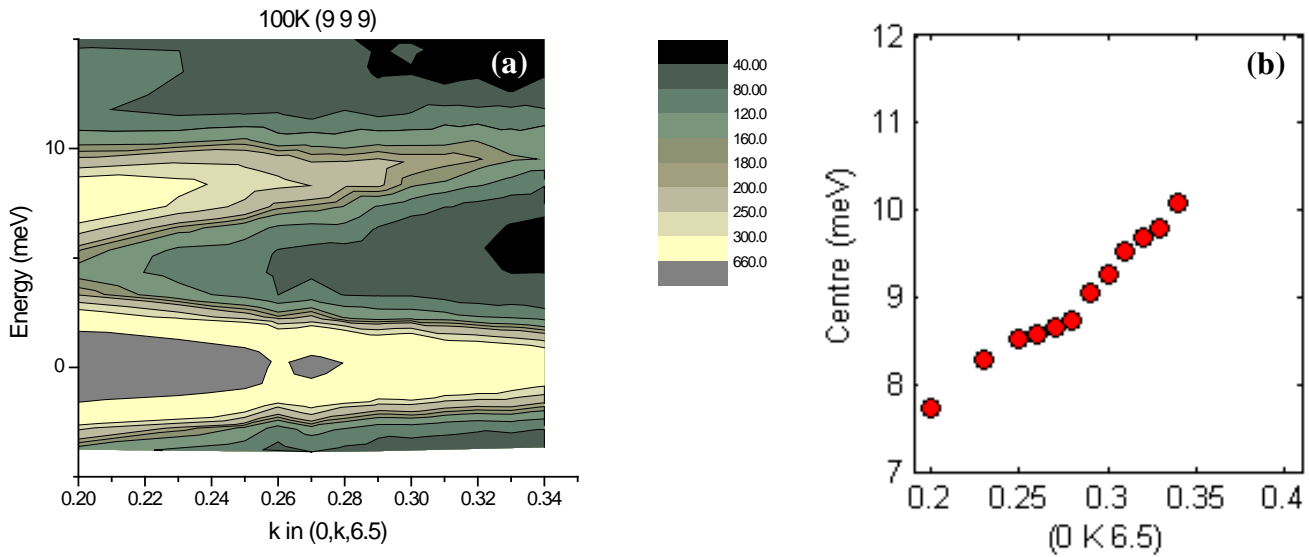 100K (9 9 9)
(a)
10
0
Energy (meV)
0.20 0.22 0.24 0.26 0.28 0.30 0.32 0.34
k in (0,k,6.5)
40.00
80.00
120.0
160.0
180.0
200.0
250.0
300.0
660.0
(b)
12
11
10
9
8
7
Centre (meV)
0.2 0.25 0.3 0.35 0.4
(0 K 6.5)